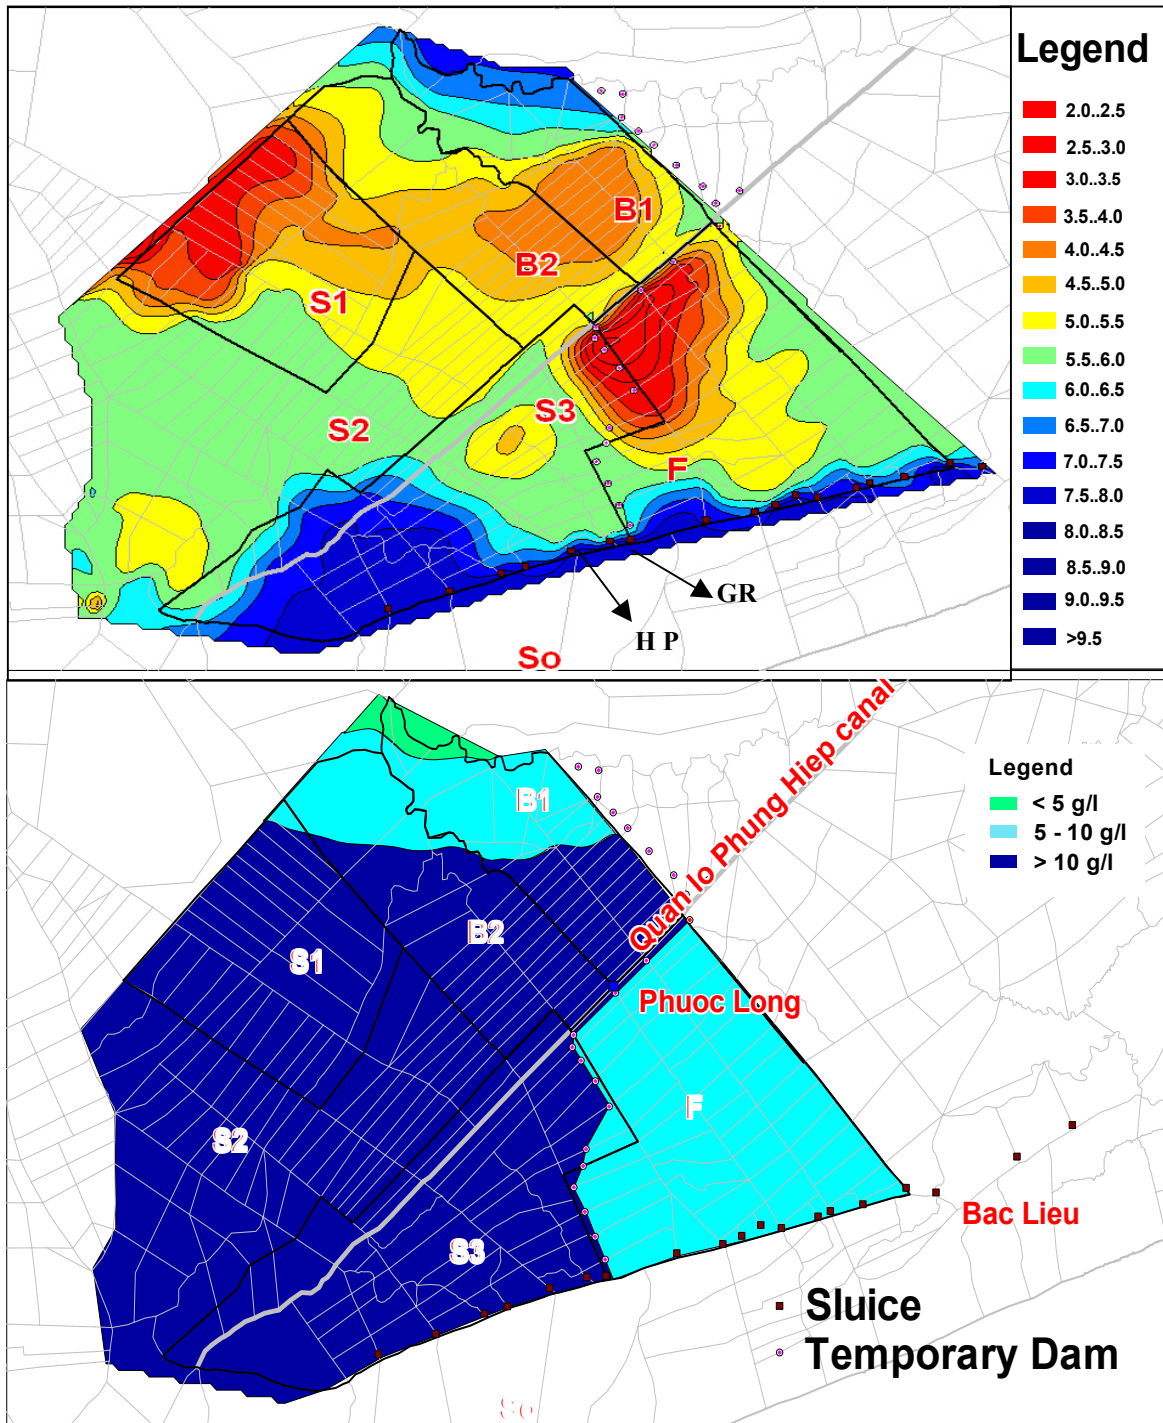 Legend
2.0..2.5
2.5..3.0
3.0..3.5
3.5..4.0
4.0..4.5
4.5..5.0
5.0..5.5
5.5..6.0
6.0..6.5
6.5..7.0
7.0..7.5
7.5..8.0
8.0..8.5
8.5..9.0
9.0..9.5
>9.5
B1
B2
S1
S3
S2
F
GR
H P
So
Quan lo Phung Hiep canal
Legend
< 5 g/l
5 - 10 g/l
> 10 g/l
B1
B2
S1
Phuoc Long
F
S2
Bac Lieu
S3
Sluice
Temporary Dam
So